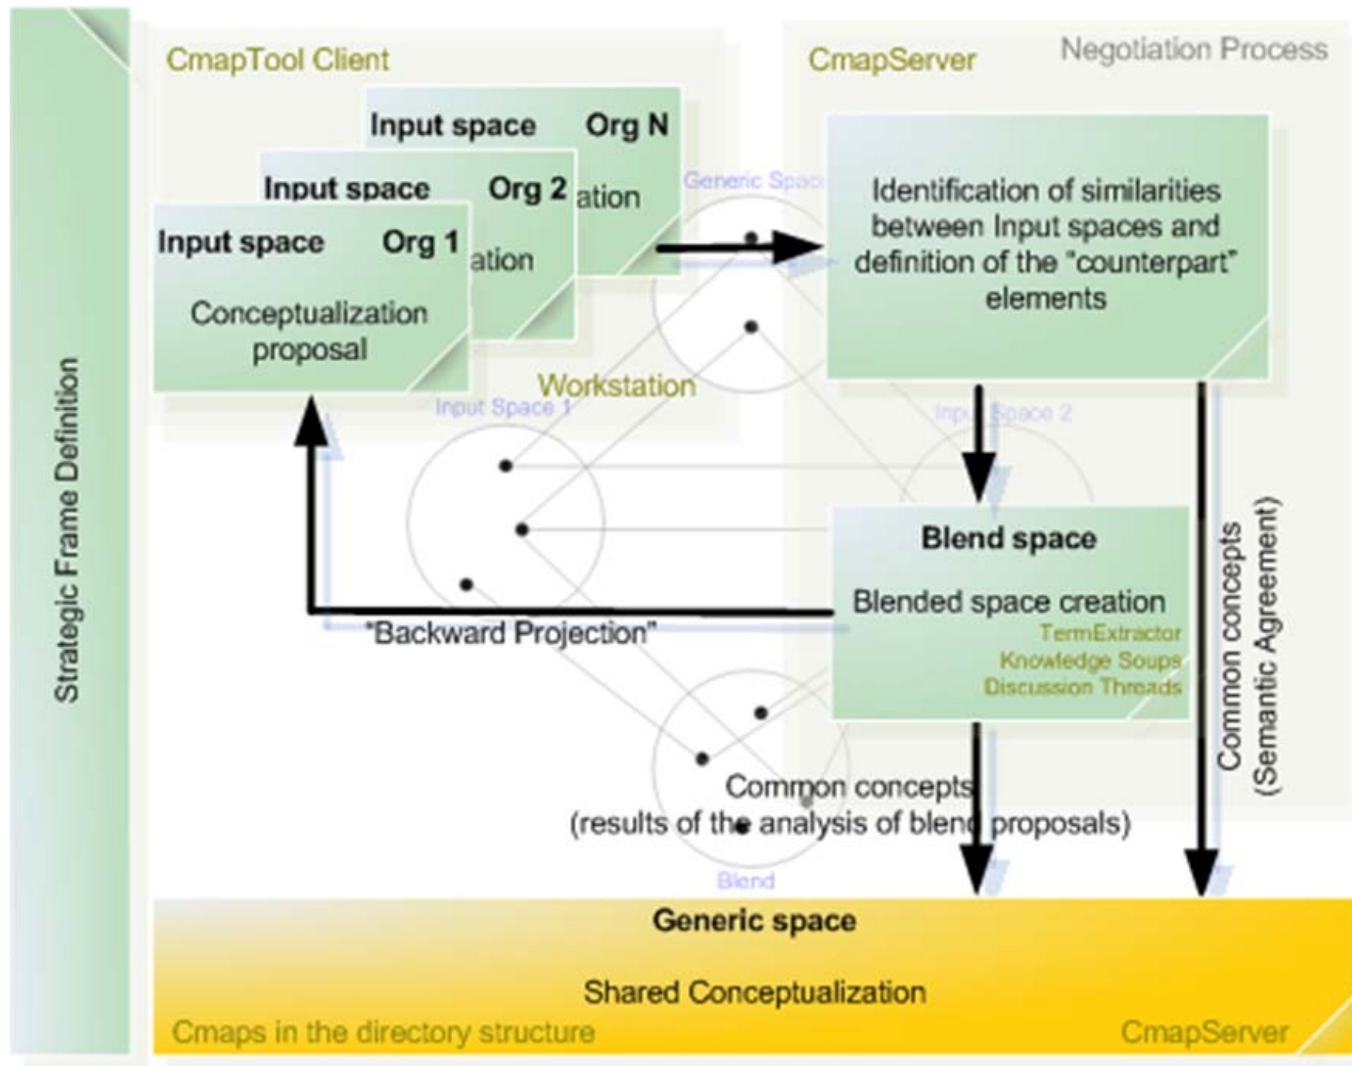 CmapTool Client
CmapServer
Negotiation Process
Input space Org N
ation
Input space Org 2
ation
Input space Org 1
Conceptualization
proposal
Generic Spac
Identification of similarities
between Input spaces and
definition of the "counterpart"
elements
Workstation
Input Space 1
Input Space 2
Strategic Frame Definition
Blend space
Blended space creation
TermExtractor
Knowledge Soups
Discussion Threads
"Backward Projection"
Common concepts
(Semantic Agreement)
Common concepts
(results of the analysis of blend proposals)
Blend
Generic space
Shared Conceptualization
Cmaps in the directory structure
CmapServer